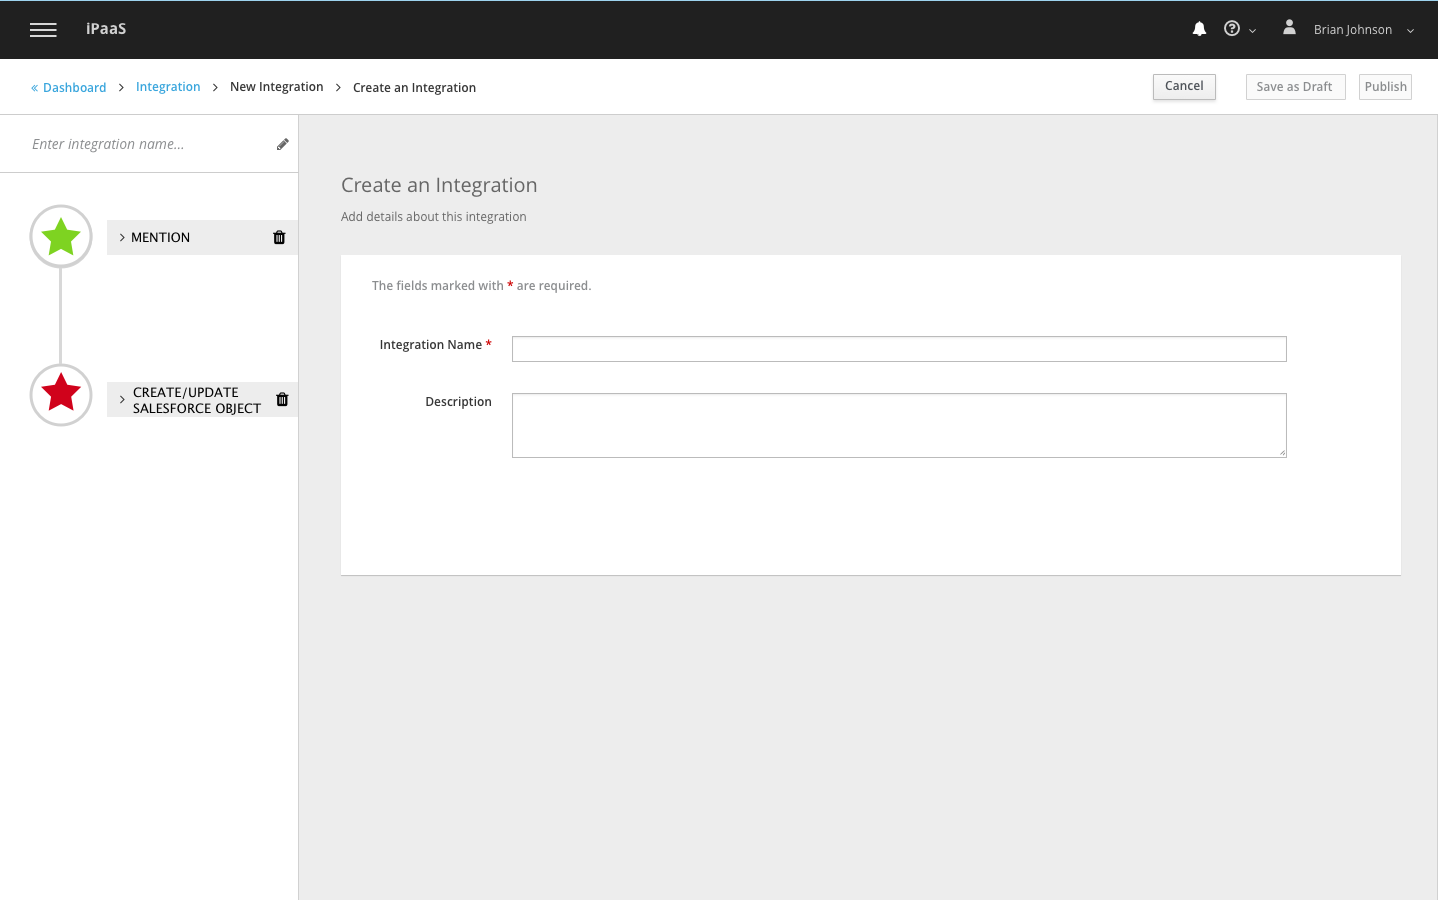 iPaaS
Brian Johnson
« Dashboard > Integration > New Integration > Create an Integration
Cancel
Save as Draft
Publish
Enter integration name...
MENTION
CREATE/UPDATE
SALESFORCE OBJECT
Create an Integration
Add details about this integration
The fields marked with * are required.
Integration Name *
Description